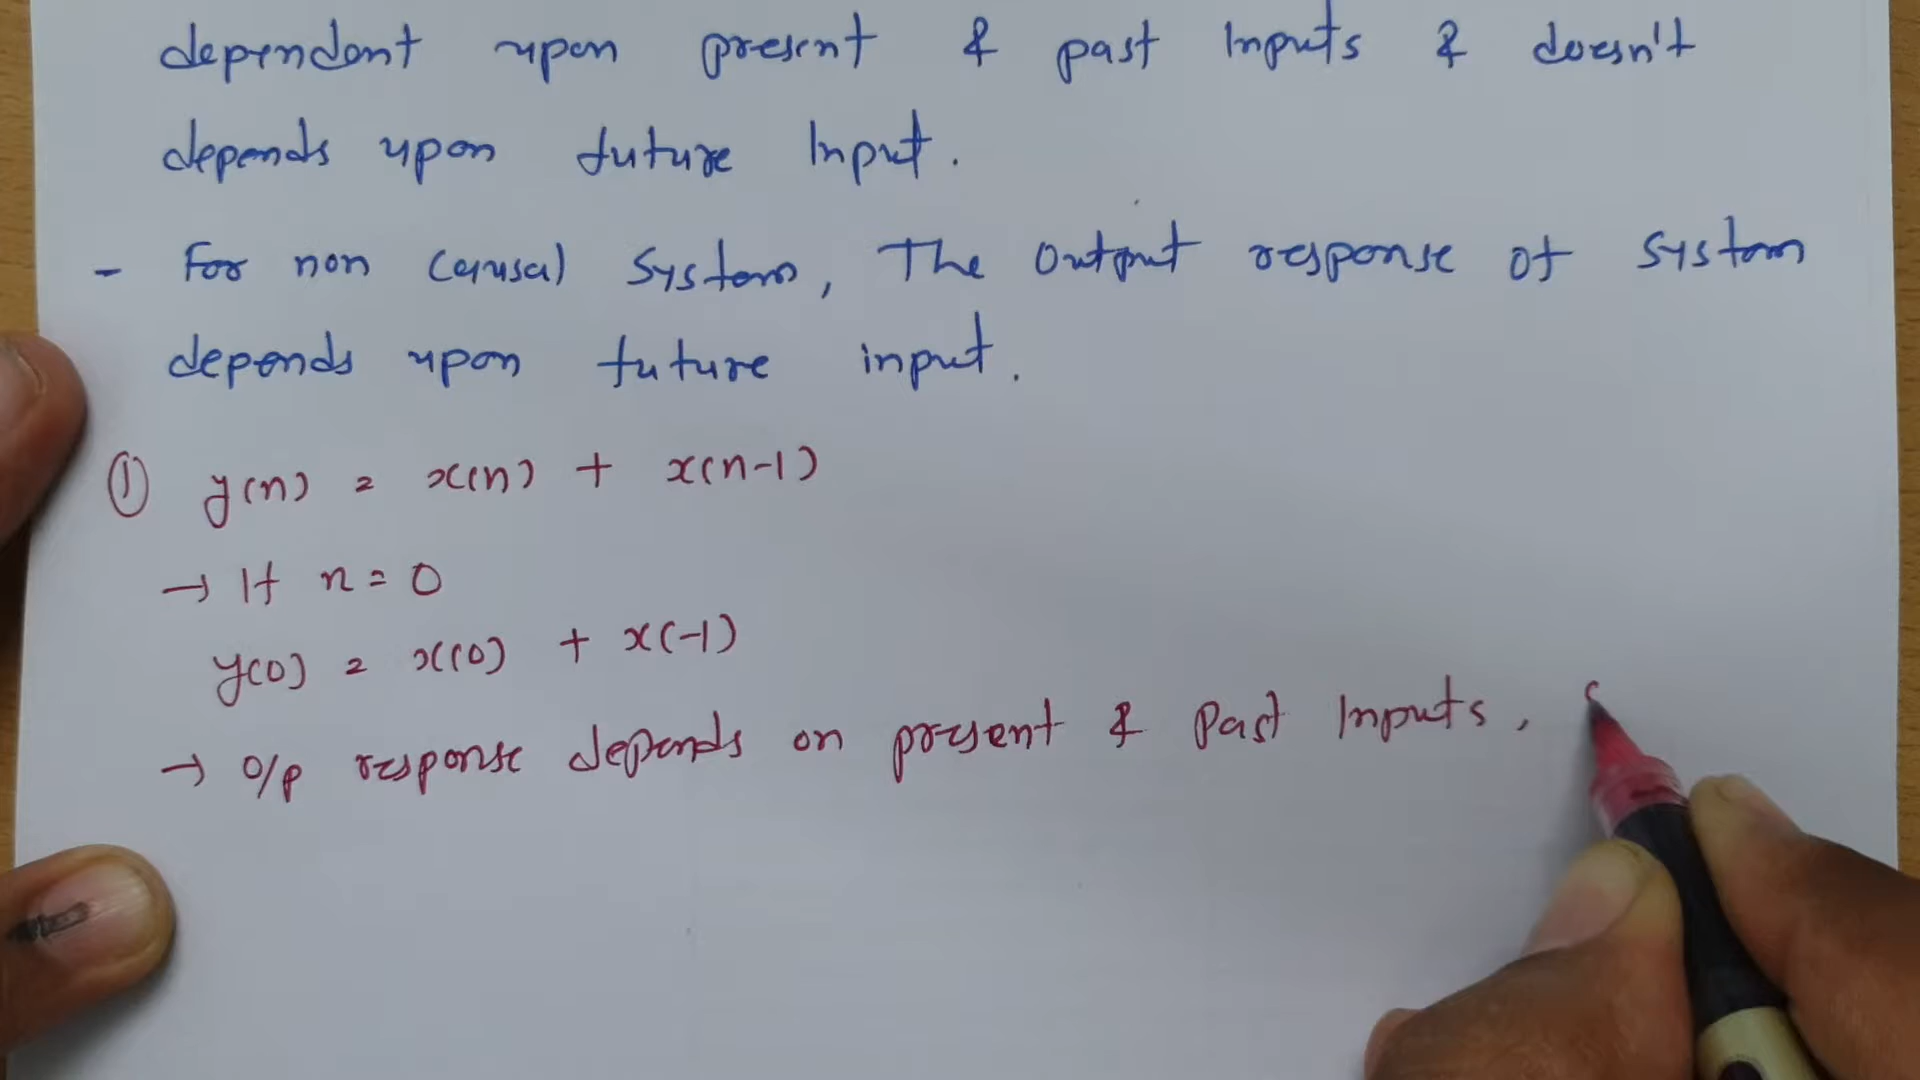 dependent upon present & past Inputs & doesn't
depends upon future Input.
- For non causal System, The Output response of System
depends upon future input.
① y(n) = x(n) + x(n-1)
→ If n = 0
y(0) = x(0) + x(-1)
→ O/P response depends on present & Past Inputs, S